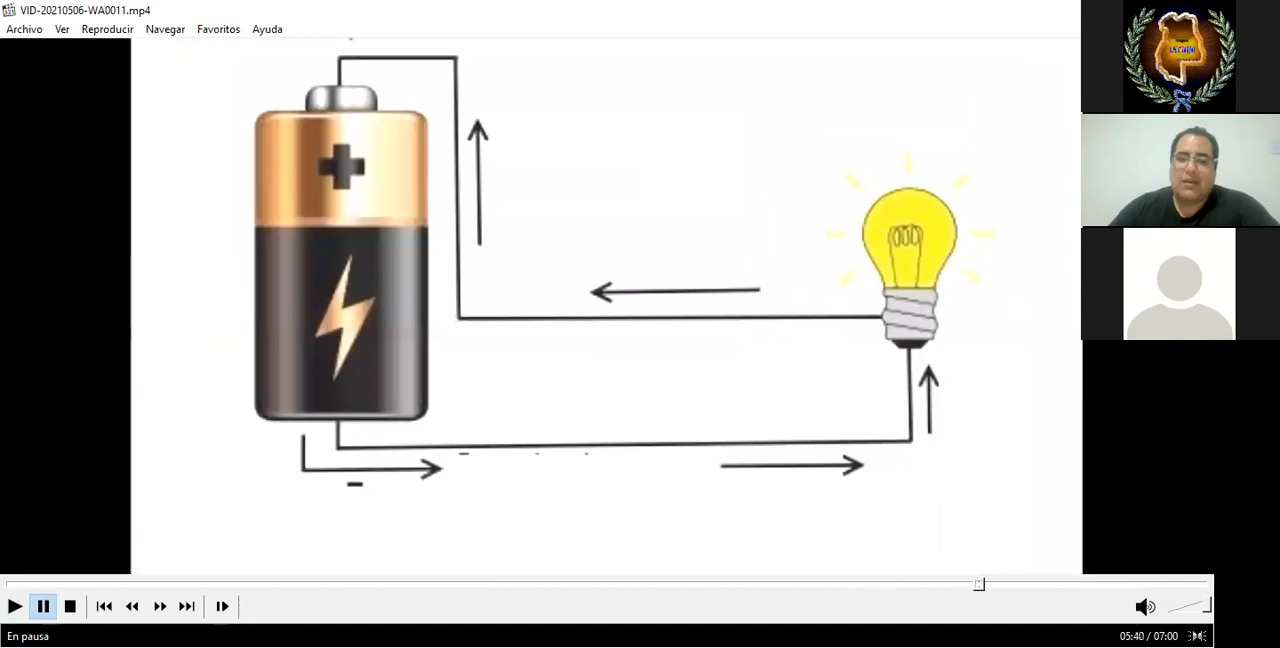 VID-20210506-WA0011.mp4
Archivo Ver Reproducir Navegar Favoritos Ayuda
+
-
En pausa
05:40 / 07:00